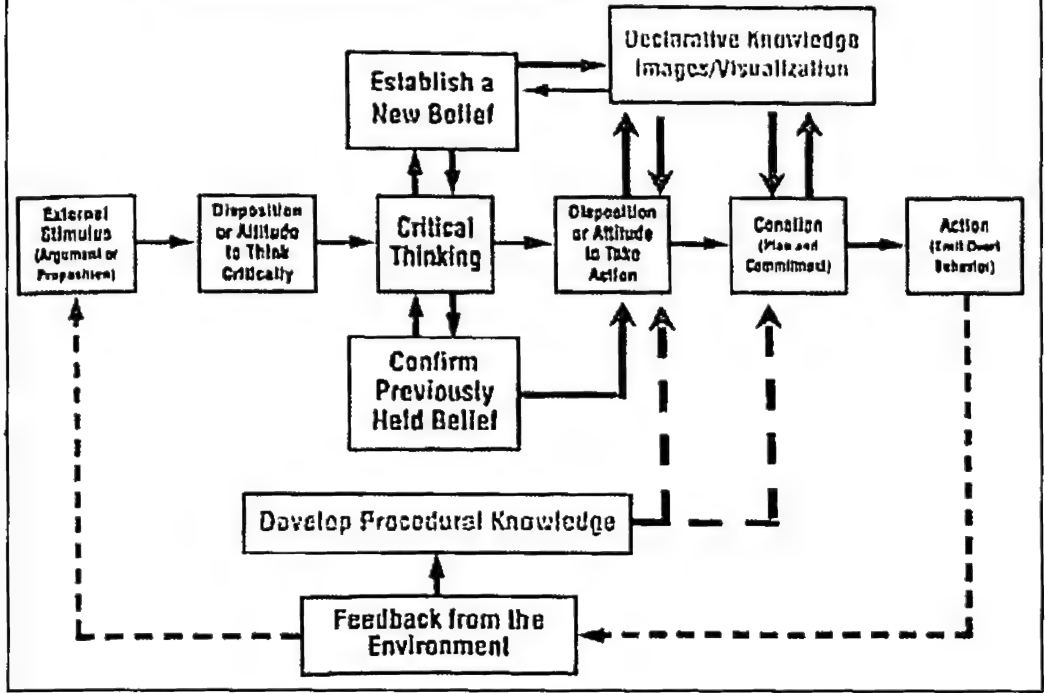 Declarative Knowledge
Images/Visualization
Establish a
New Belief
External
Stimulus
(Argument or
Proposition)
Disposition
or Attitude
to Think
Critically
Critical
Thinking
Disposition
or Attitude
to Take
Action
Conation
(Plan and
Commitment)
Action
(Emit Overt
Behavior)
Confirm
Previously
Held Belief
Develop Procedural Knowledge
Feedback from the
Environment